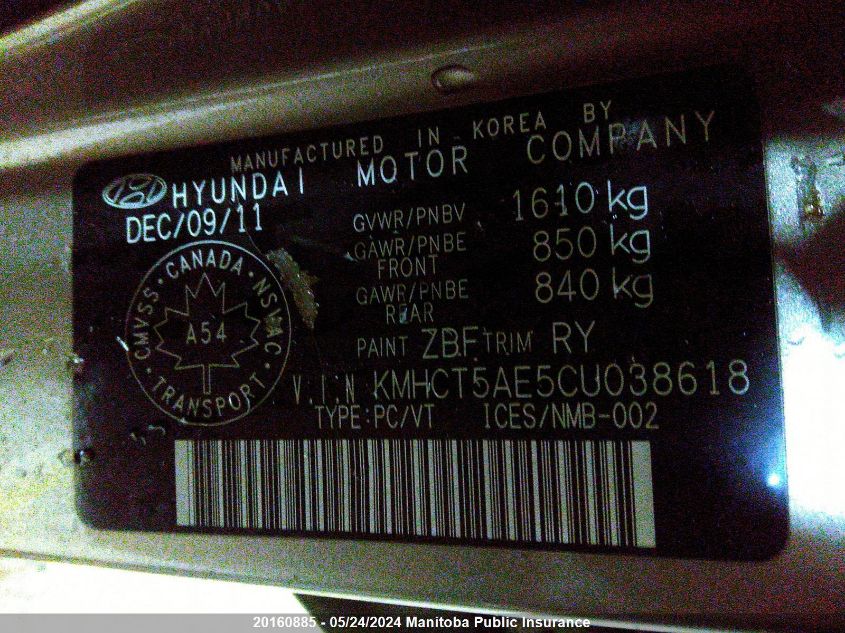 MANUFACTURED IN KOREA BY
HYUNDAI MOTOR COMPANY
DEC/09/11
GVWR/PNBV 1610 kg
GAWR/PNBE FRONT 850 kg
GAWR/PNBE REAR 840 kg
CANADA · NSVAC · TRANSPORT · CMVSS ·
A54
PAINT ZBF TRIM RY
V.I.N KMHCT5AE5CU038618
TYPE:PC/VT ICES/NMB-002
20160885 - 05/24/2024 Manitoba Public Insurance